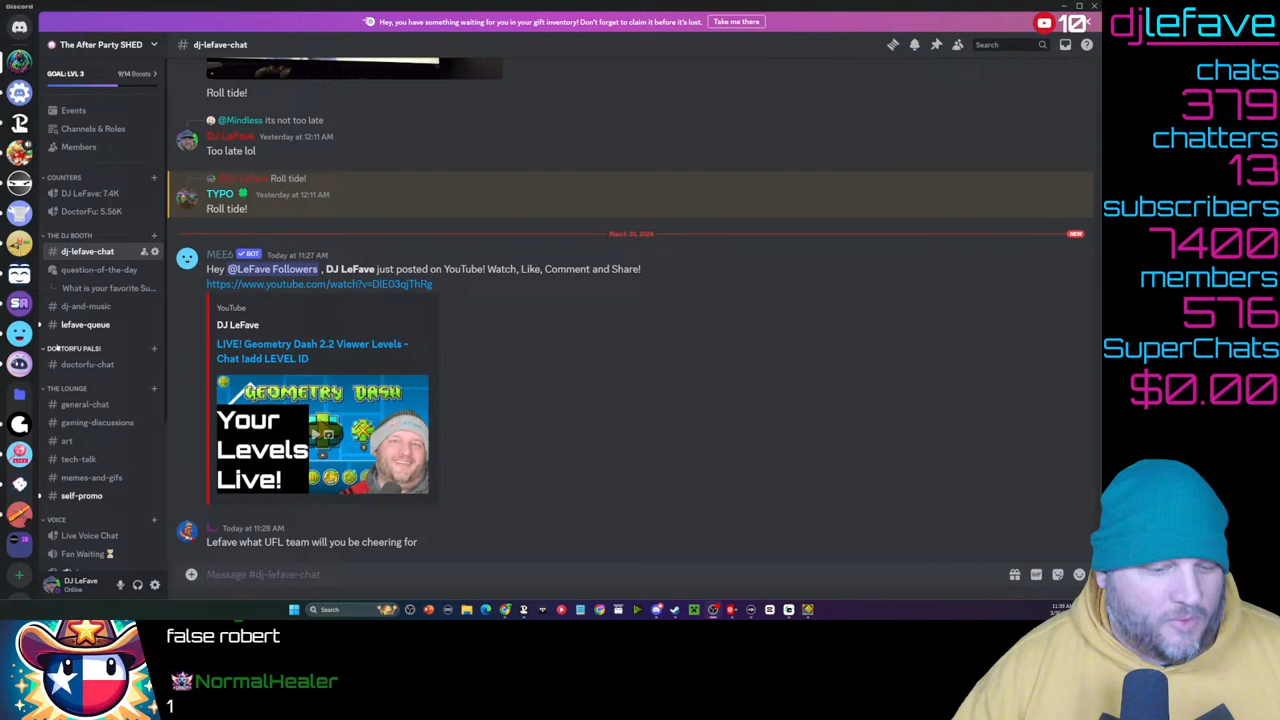 Discord
Hey, you have something waiting for you in your gift inventory! Don't forget to claim it before it's lost.
Take me there
10
djlefave
The After Party SHED
dj-lefave-chat
Search
GOAL: LVL 3
9/14 Boosts
Events
Channels & Roles
Members
COUNTERS
DJ LeFave: 7.4K
DoctorFu: 5.56K
THE DJ BOOTH
dj-lefave-chat
question-of-the-day
What is your favorite Su...
dj-and-music
lefave-queue
DOCTORFU PALS!
doctorfu-chat
THE LOUNGE
general-chat
gaming-discussions
art
tech-talk
memes-and-gifs
self-promo
VOICE
Live Voice Chat
Fan Waiting
DJ LeFave
Online
Roll tide!
@Mindless its not too late
DJ LeFave Yesterday at 12:11 AM
Too late lol
Roll tide!
TYPO Yesterday at 12:11 AM
Roll tide!
March 30, 2024
NEW
MEE6 BOT Today at 11:27 AM
Hey @LeFave Followers , DJ LeFave just posted on YouTube! Watch, Like, Comment and Share!
https://www.youtube.com/watch?v=DlE03qjThRg
YouTube
DJ LeFave
LIVE! Geometry Dash 2.2 Viewer Levels -
Chat !add LEVEL ID
GEOMETRY DASH
Your
Levels
Live!
L... Today at 11:28 AM
Lefave what UFL team will you be cheering for
Message #dj-lefave-chat
GIF
Search
chats
379
chatters
13
subscribers
7400
members
576
SuperChats
$0.00
false robert
NormalHealer
1